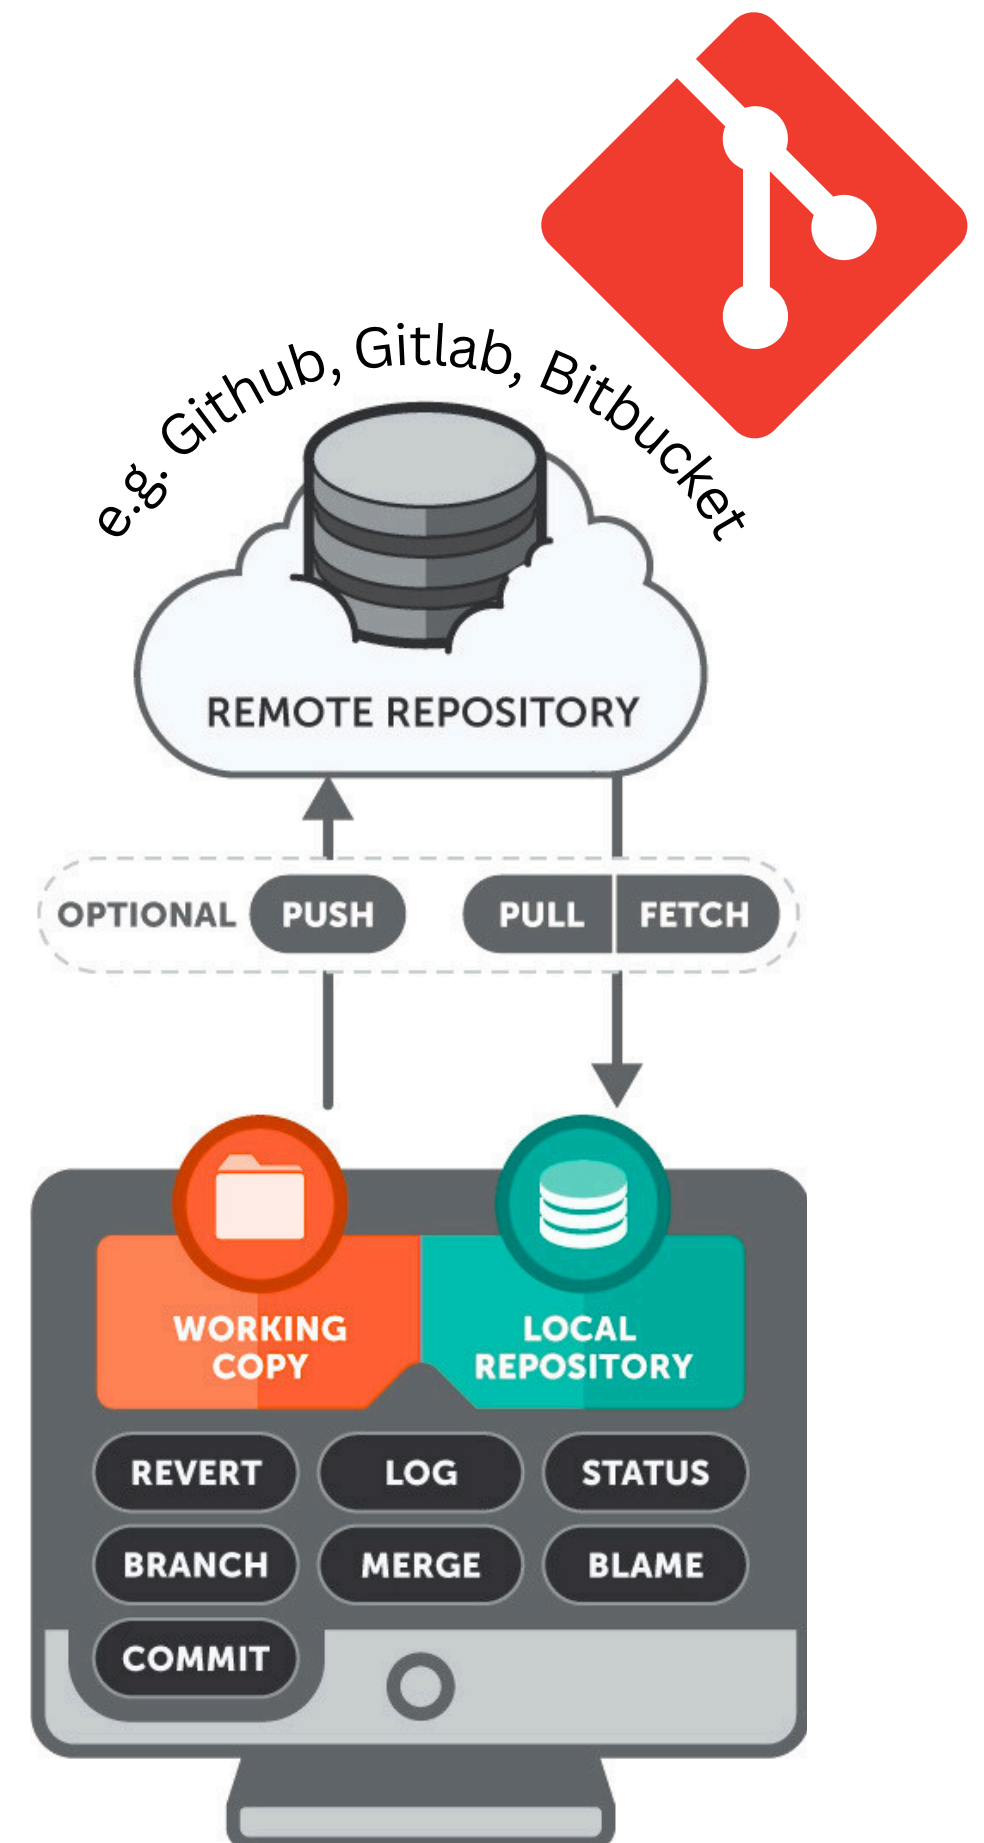 e.g. Github, Gitlab, Bitbucket
REMOTE REPOSITORY
OPTIONAL PUSH PULL FETCH
WORKING
COPY
LOCAL
REPOSITORY
REVERT LOG STATUS
BRANCH MERGE BLAME
COMMIT